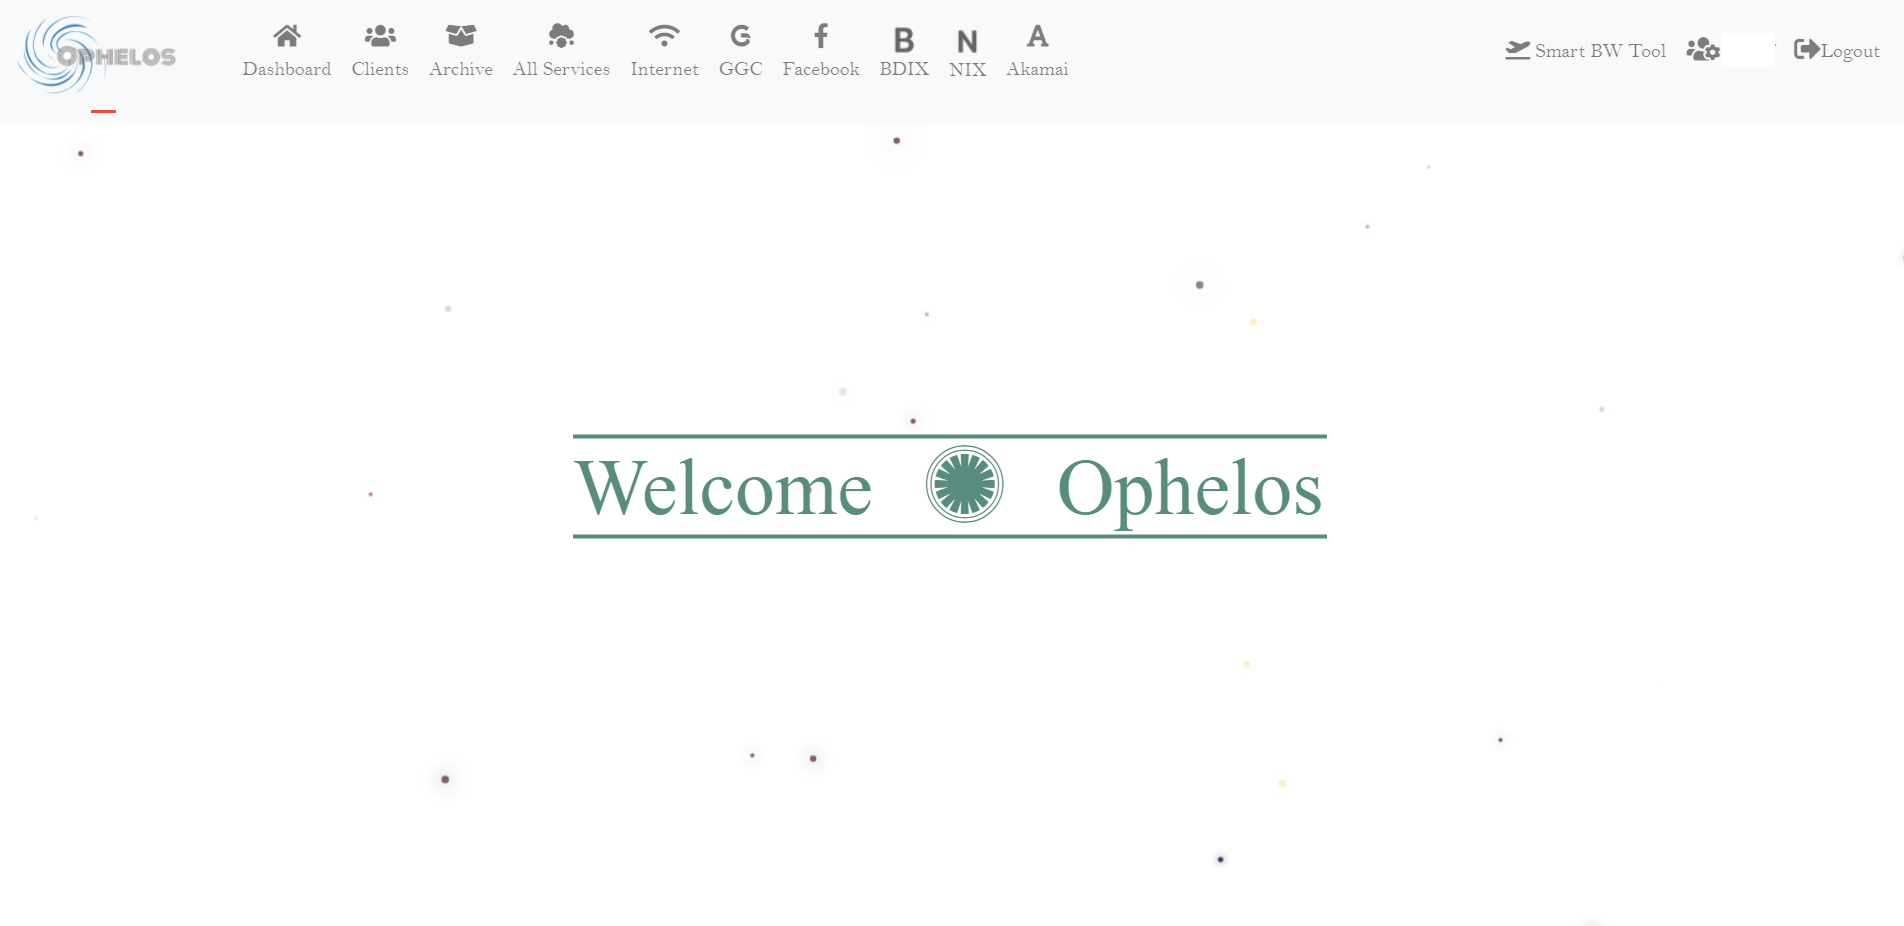 OPHELOS
Dashboard Clients Archive All Services Internet GGC Facebook BDIX NIX Akamai
Smart BW Tool Logout
Welcome Ophelos